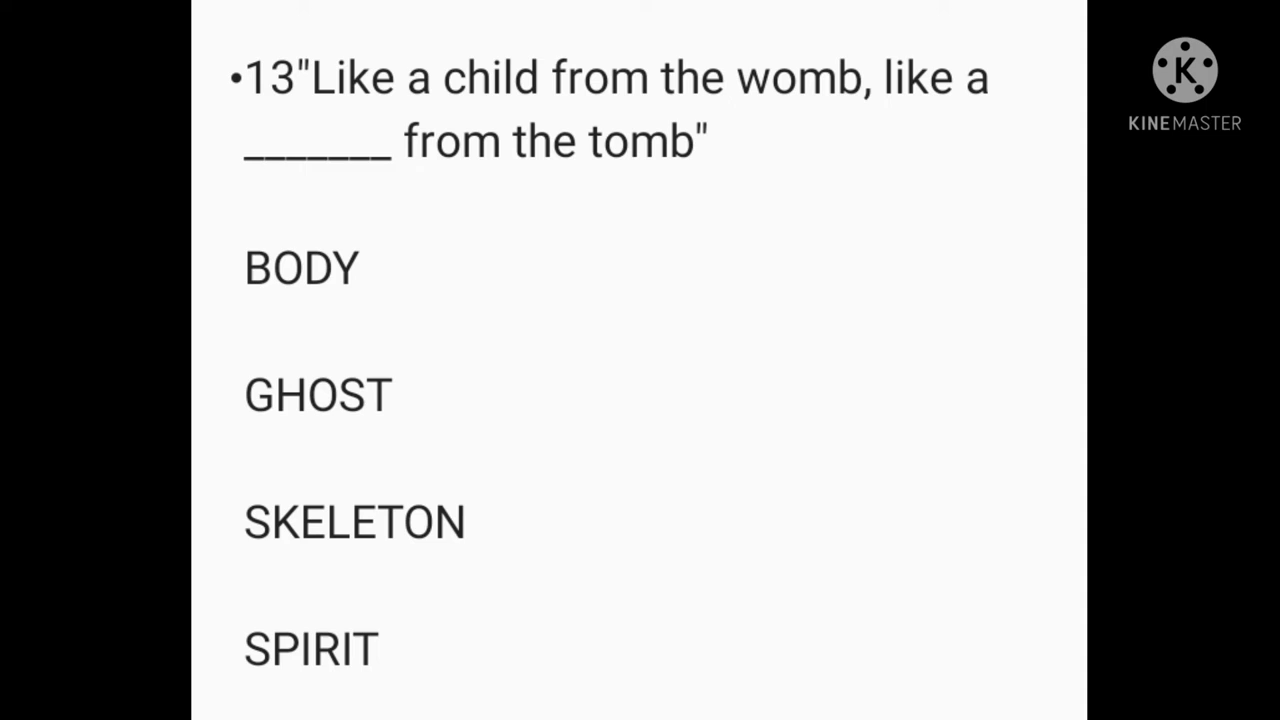 •13"Like a child from the womb, like a
_______ from the tomb"
BODY
GHOST
SKELETON
SPIRIT
K
KINEMASTER